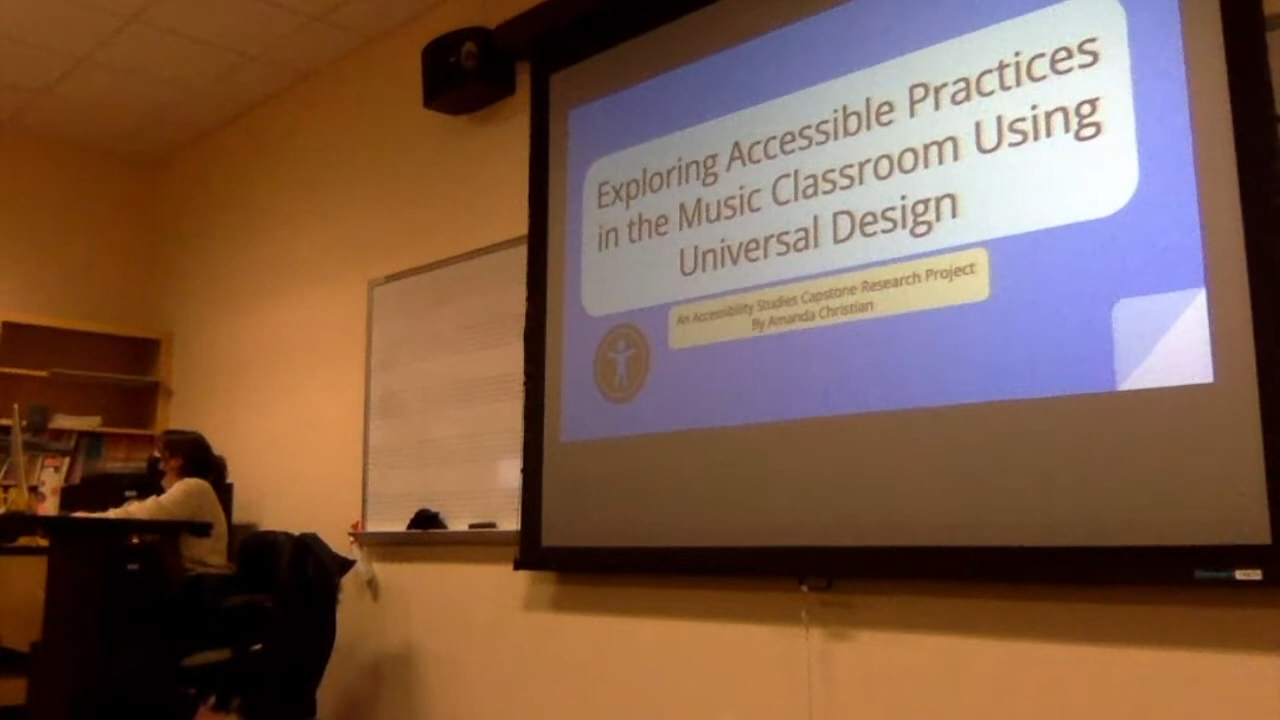 Exploring Accessible Practices
in the Music Classroom Using
Universal Design
An Accessibility Studies Capstone Research Project
By Amanda Christian